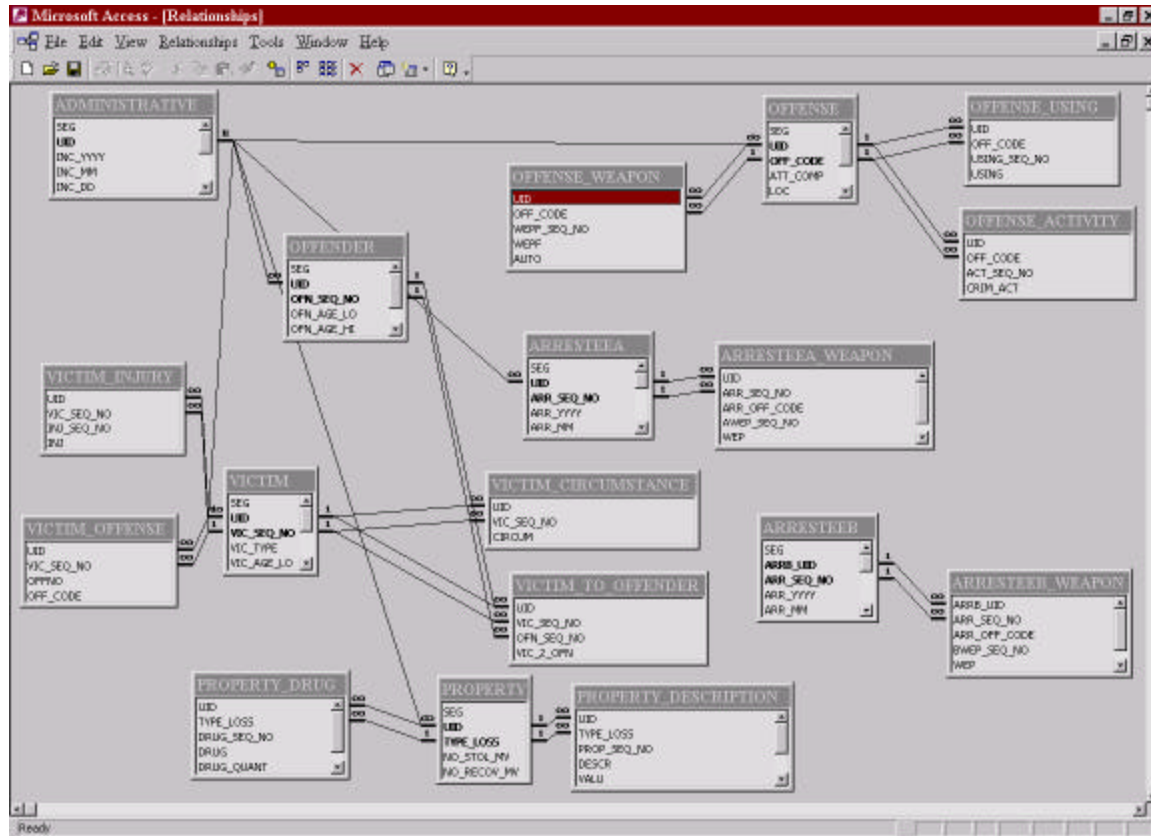 Microsoft Access - [Relationships]
File Edit View Relationships Tools Window Help
ADMINISTRATIVE
SEG
UID
INC_YYYY
INC_MM
INC_DD
OFFENSE
SEG
UID
OFF_CODE
ATT_COMP
LOC
OFFENSE_USING
UID
OFF_CODE
USING_SEQ_NO
USING
OFFENSE_WEAPON
UID
OFF_CODE
WEPF_SEQ_NO
WEPF
AUTO
OFFENSE_ACTIVITY
UID
OFF_CODE
ACT_SEQ_NO
CRIM_ACT
OFFENDER
SEG
UID
OFN_SEQ_NO
OFN_AGE_LO
OFN_AGE_HI
ARRESTEEA
SEG
UID
ARR_SEQ_NO
ARR_YYYY
ARR_MM
ARRESTEEA_WEAPON
UID
ARR_SEQ_NO
ARR_OFF_CODE
AWEP_SEQ_NO
WEP
VICTIM_INJURY
UID
VIC_SEQ_NO
INJ_SEQ_NO
INJ
VICTIM
SEG
UID
VIC_SEQ_NO
VIC_TYPE
VIC_AGE_LO
VICTIM_CIRCUMSTANCE
UID
VIC_SEQ_NO
CIRCUM
VICTIM_OFFENSE
UID
VIC_SEQ_NO
OFFNO
OFF_CODE
ARRESTEEB
SEG
ARRB_UID
ARR_SEQ_NO
ARR_YYYY
ARR_MM
ARRESTEEB_WEAPON
ARRB_UID
ARR_SEQ_NO
ARR_OFF_CODE
BWEP_SEQ_NO
WEP
VICTIM_TO_OFFENDER
UID
VIC_SEQ_NO
OFN_SEQ_NO
VIC_2_OFN
PROPERTY_DRUG
UID
TYPE_LOSS
DRUG_SEQ_NO
DRUG
DRUG_QUANT
PROPERTY
SEG
UID
TYPE_LOSS
NO_STOL_MV
NO_RECOV_MV
PROPERTY_DESCRIPTION
UID
TYPE_LOSS
PROP_SEQ_NO
DESCR
VALU
Ready